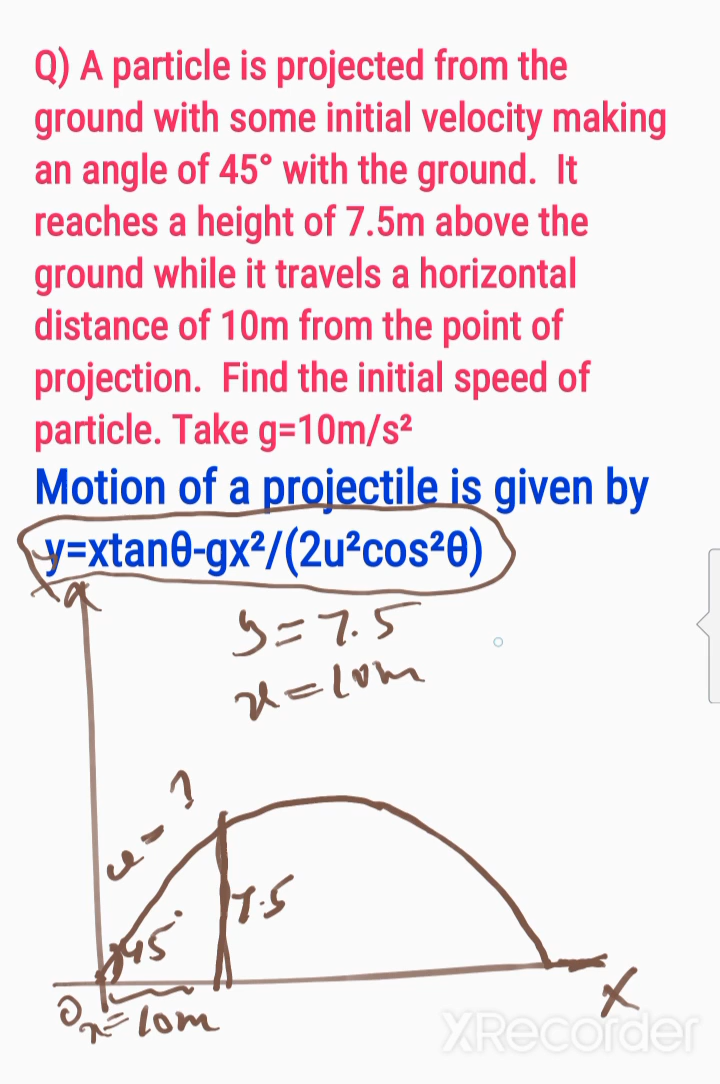 Q) A particle is projected from the
ground with some initial velocity making
an angle of 45° with the ground. It
reaches a height of 7.5m above the
ground while it travels a horizontal
distance of 10m from the point of
projection. Find the initial speed of
particle. Take g=10m/s²
Motion of a projectile is given by
y=xtanθ-gx²/(2u²cos²θ)
y=7.5
x=10m
u=?
7.5
45°
O
x=10m
X
XRecorder